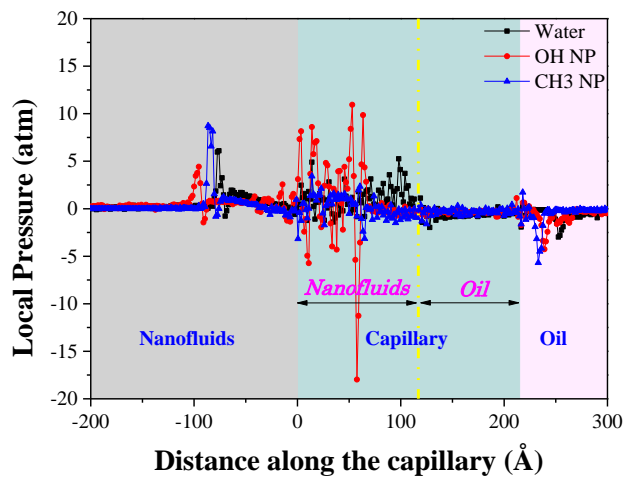 20
15
10
5
0
-5
-10
-15
-20
Local Pressure (atm)
Water
OH NP
CH3 NP
Nanofluids
Oil
Nanofluids
Capillary
Oil
-200
-100
0
100
200
300
Distance along the capillary (Å)